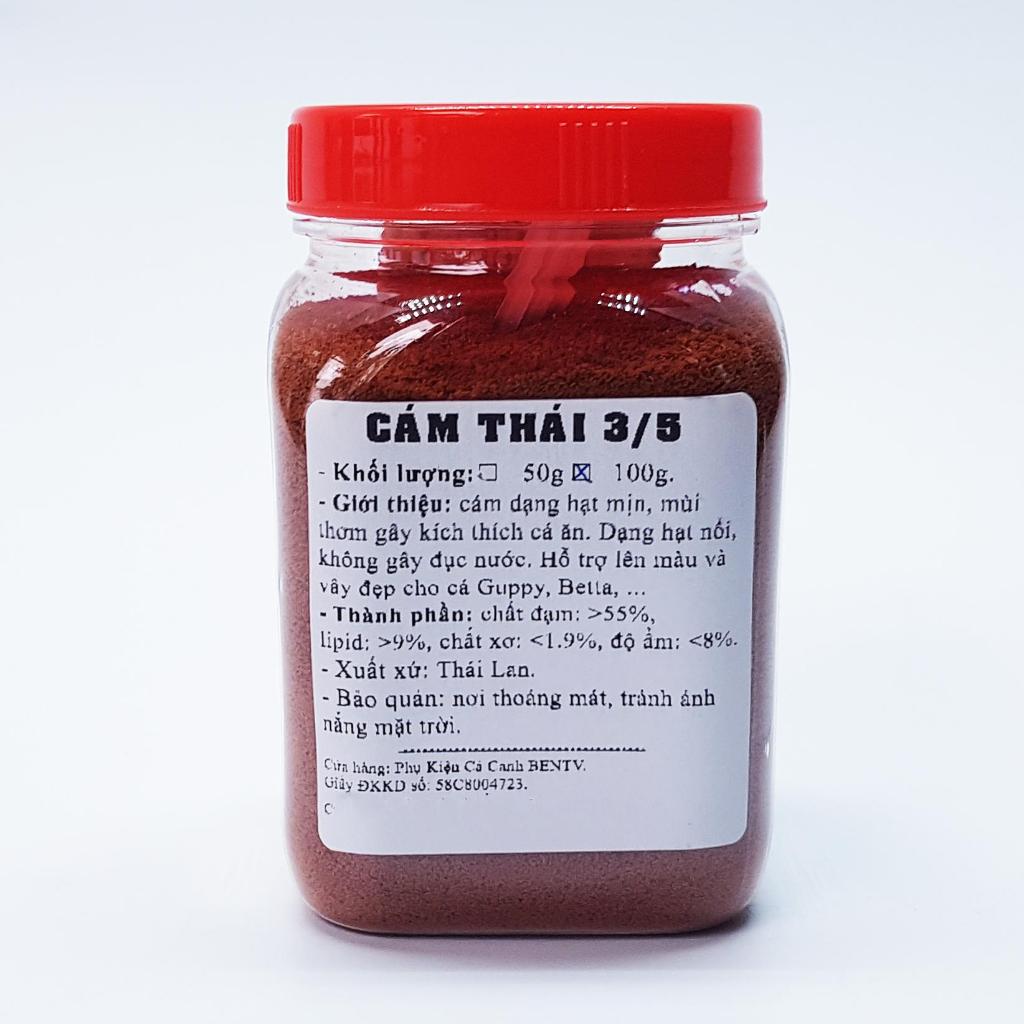 CÁM THÁI 3/5
- Khối lượng: ☐ 50g ☒ 100g.
- Giới thiệu: cám dạng hạt mịn, mùi
thơm gây kích thích cá ăn. Dạng hạt nổi,
không gây đục nước. Hỗ trợ lên màu và
vây đẹp cho cá Guppy, Betta, ...
- Thành phần: chất đạm: >55%,
lipid: >9%, chất xơ: <1.9%, độ ẩm: <8%.
- Xuất xứ: Thái Lan.
- Bảo quản: nơi thoáng mát, tránh ánh
nắng mặt trời.
Cửa hàng: Phụ Kiện Cá Cảnh BENTV.
Giấy ĐKKD số: 58C8004723.